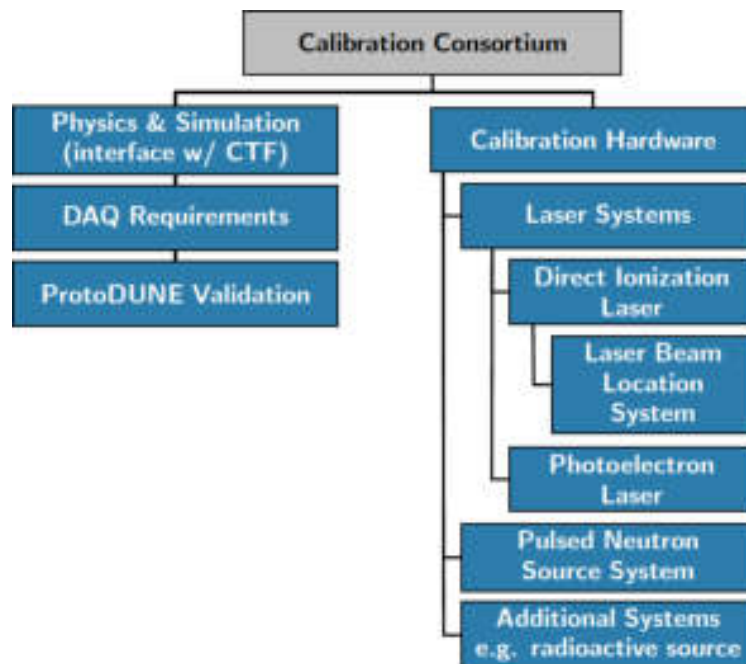 Calibration Consortium
Physics & Simulation
(interface w/ CTF)
DAQ Requirements
ProtoDUNE Validation
Calibration Hardware
Laser Systems
Direct Ionization
Laser
Laser Beam
Location
System
Photoelectron
Laser
Pulsed Neutron
Source System
Additional Systems
e.g. radioactive source